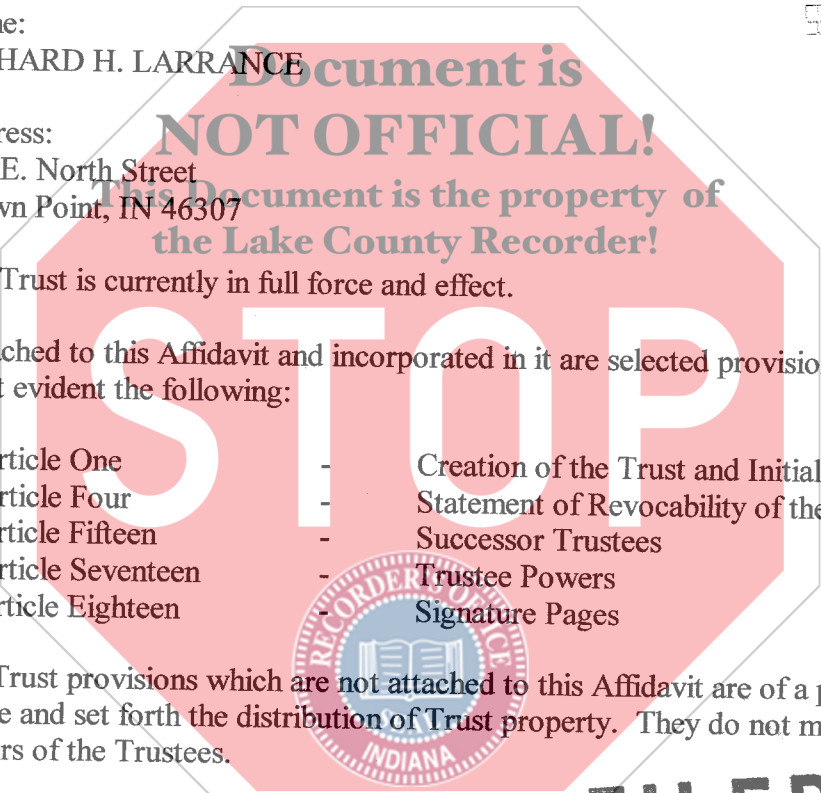 ne:
HARD H. LARRANCE
Document is
NOT OFFICIAL!
ress:
E. North Street
This Document is the property of
wn Point, IN 46307
the Lake County Recorder!
Trust is currently in full force and effect.
STOP
ched to this Affidavit and incorporated in it are selected provisio
t evident the following:
rticle One - Creation of the Trust and Initial
rticle Four - Statement of Revocability of the
rticle Fifteen - Successor Trustees
rticle Seventeen - Trustee Powers
rticle Eighteen - Signature Pages
RECORDER'S OFFICE
Trust provisions which are not attached to this Affidavit are of a p
e and set forth the distribution of Trust property. They do not m
rs of the Trustees.
INDIANA
FILED